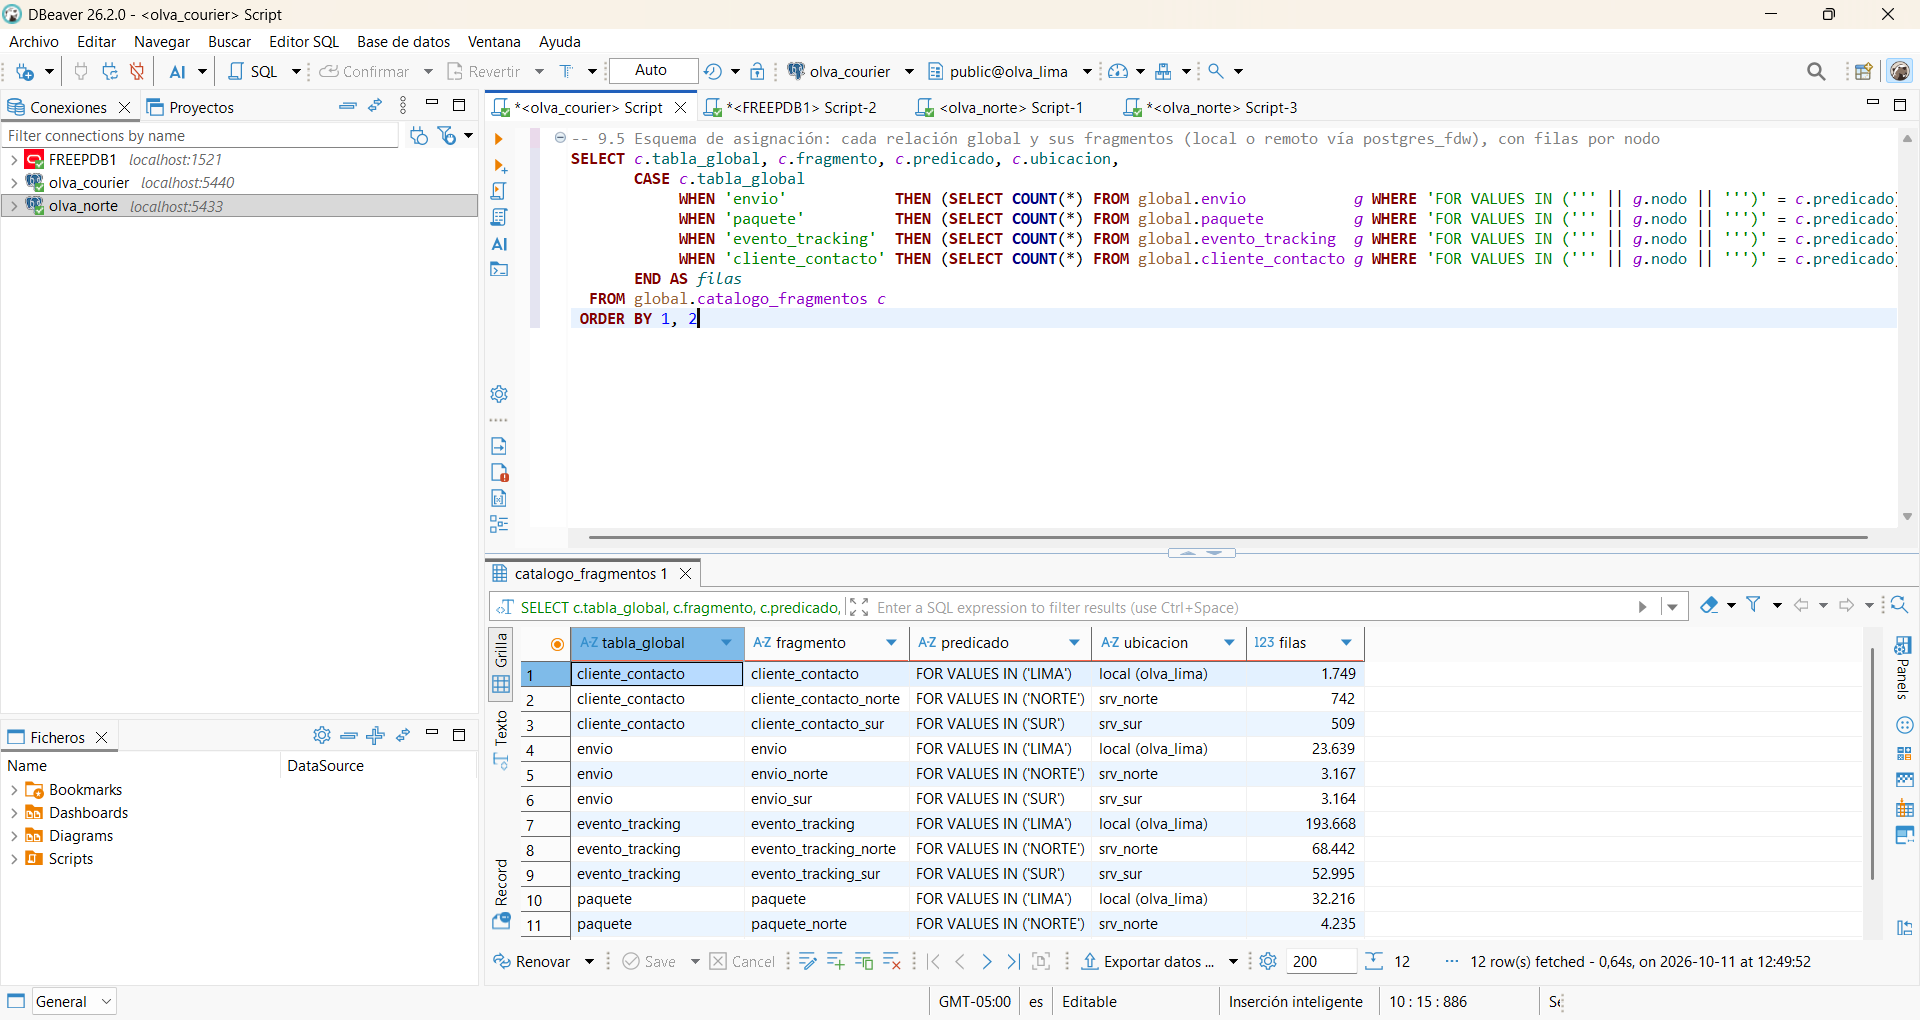 DBeaver 26.2.0 - <olva_courier> Script
Archivo Editar Navegar Buscar Editor SQL Base de datos Ventana Ayuda
AI SQL Confirmar Revertir T Auto olva_courier public@olva_lima
Conexiones Proyectos
*<olva_courier> Script *<FREEPDB1> Script-2 <olva_norte> Script-1 *<olva_norte> Script-3
Filter connections by name
FREEPDB1 localhost:1521
olva_courier localhost:5440
olva_norte localhost:5433
AI
-- 9.5 Esquema de asignación: cada relación global y sus fragmentos (local o remoto vía postgres_fdw), con filas por nodo
SELECT c.tabla_global, c.fragmento, c.predicado, c.ubicacion,
CASE c.tabla_global
WHEN 'envio' THEN (SELECT COUNT(*) FROM global.envio g WHERE 'FOR VALUES IN (''' || g.nodo || ''')' = c.predicado)
WHEN 'paquete' THEN (SELECT COUNT(*) FROM global.paquete g WHERE 'FOR VALUES IN (''' || g.nodo || ''')' = c.predicado)
WHEN 'evento_tracking' THEN (SELECT COUNT(*) FROM global.evento_tracking g WHERE 'FOR VALUES IN (''' || g.nodo || ''')' = c.predicado)
WHEN 'cliente_contacto' THEN (SELECT COUNT(*) FROM global.cliente_contacto g WHERE 'FOR VALUES IN (''' || g.nodo || ''')' = c.predicado)
END AS filas
FROM global.catalogo_fragmentos c
ORDER BY 1, 2
catalogo_fragmentos 1
SELECT c.tabla_global, c.fragmento, c.predicado, Enter a SQL expression to filter results (use Ctrl+Space)
Grilla
Texto
Record
Panels
A-Z tabla_global A-Z fragmento A-Z predicado A-Z ubicacion 123 filas
1 cliente_contacto cliente_contacto FOR VALUES IN ('LIMA') local (olva_lima) 1.749
2 cliente_contacto cliente_contacto_norte FOR VALUES IN ('NORTE') srv_norte 742
3 cliente_contacto cliente_contacto_sur FOR VALUES IN ('SUR') srv_sur 509
4 envio envio FOR VALUES IN ('LIMA') local (olva_lima) 23.639
5 envio envio_norte FOR VALUES IN ('NORTE') srv_norte 3.167
6 envio envio_sur FOR VALUES IN ('SUR') srv_sur 3.164
7 evento_tracking evento_tracking FOR VALUES IN ('LIMA') local (olva_lima) 193.668
8 evento_tracking evento_tracking_norte FOR VALUES IN ('NORTE') srv_norte 68.442
9 evento_tracking evento_tracking_sur FOR VALUES IN ('SUR') srv_sur 52.995
10 paquete paquete FOR VALUES IN ('LIMA') local (olva_lima) 32.216
11 paquete paquete_norte FOR VALUES IN ('NORTE') srv_norte 4.235
Renovar Save Cancel Exportar datos ... 200 12 ... 12 row(s) fetched - 0,64s, on 2026-10-11 at 12:49:52
Ficheros
Name DataSource
Bookmarks
Dashboards
Diagrams
Scripts
General
GMT-05:00 es Editable Inserción inteligente 10 : 15 : 886